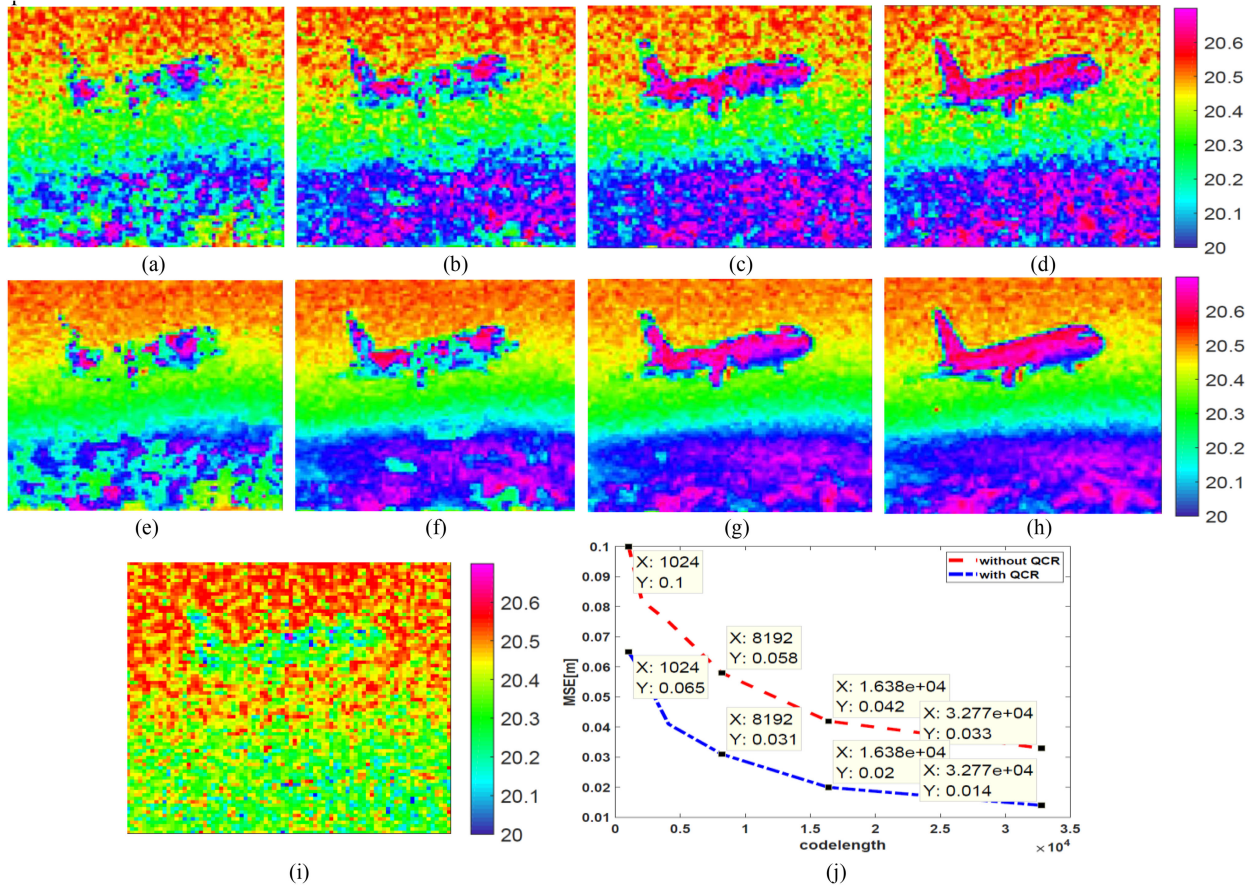 20.6
20.5
20.4
20.3
20.2
20.1
20
(a) (b) (c) (d)
20.6
20.5
20.4
20.3
20.2
20.1
20
(e) (f) (g) (h)
20.6
20.5
20.4
20.3
20.2
20.1
20
(i)
0.1
0.09
0.08
0.07
0.06
0.05
0.04
0.03
0.02
0.01
MSE[m]
without QCR
with QCR
X: 1024
Y: 0.1
X: 8192
Y: 0.058
X: 1024
Y: 0.065
X: 1.638e+04
Y: 0.042
X: 3.277e+04
Y: 0.033
X: 8192
Y: 0.031
X: 1.638e+04
Y: 0.02
X: 3.277e+04
Y: 0.014
0 0.5 1 1.5 2 2.5 3 3.5
codelength
×10⁴
(j)